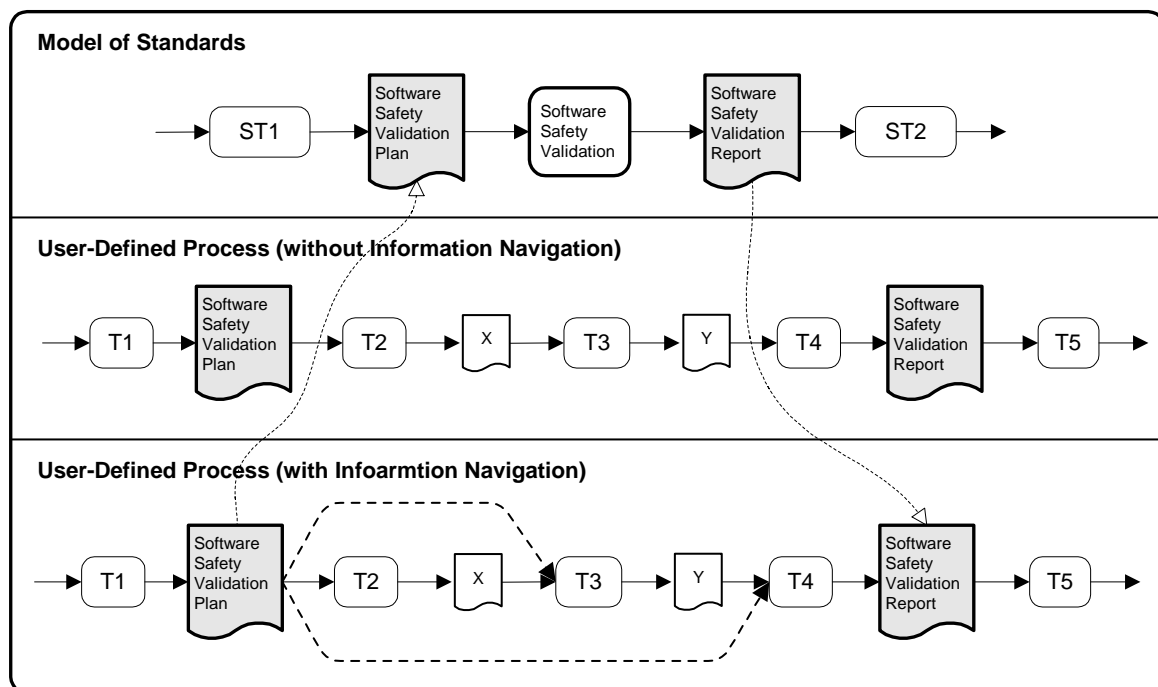 Model of Standards
ST1
Software
Safety
Validation
Plan
Software
Safety
Validation
Software
Safety
Validation
Report
ST2
User-Defined Process (without Information Navigation)
T1
Software
Safety
Validation
Plan
T2
X
T3
Y
T4
Software
Safety
Validation
Report
T5
User-Defined Process (with Infoarmtion Navigation)
T1
Software
Safety
Validation
Plan
T2
X
T3
Y
T4
Software
Safety
Validation
Report
T5